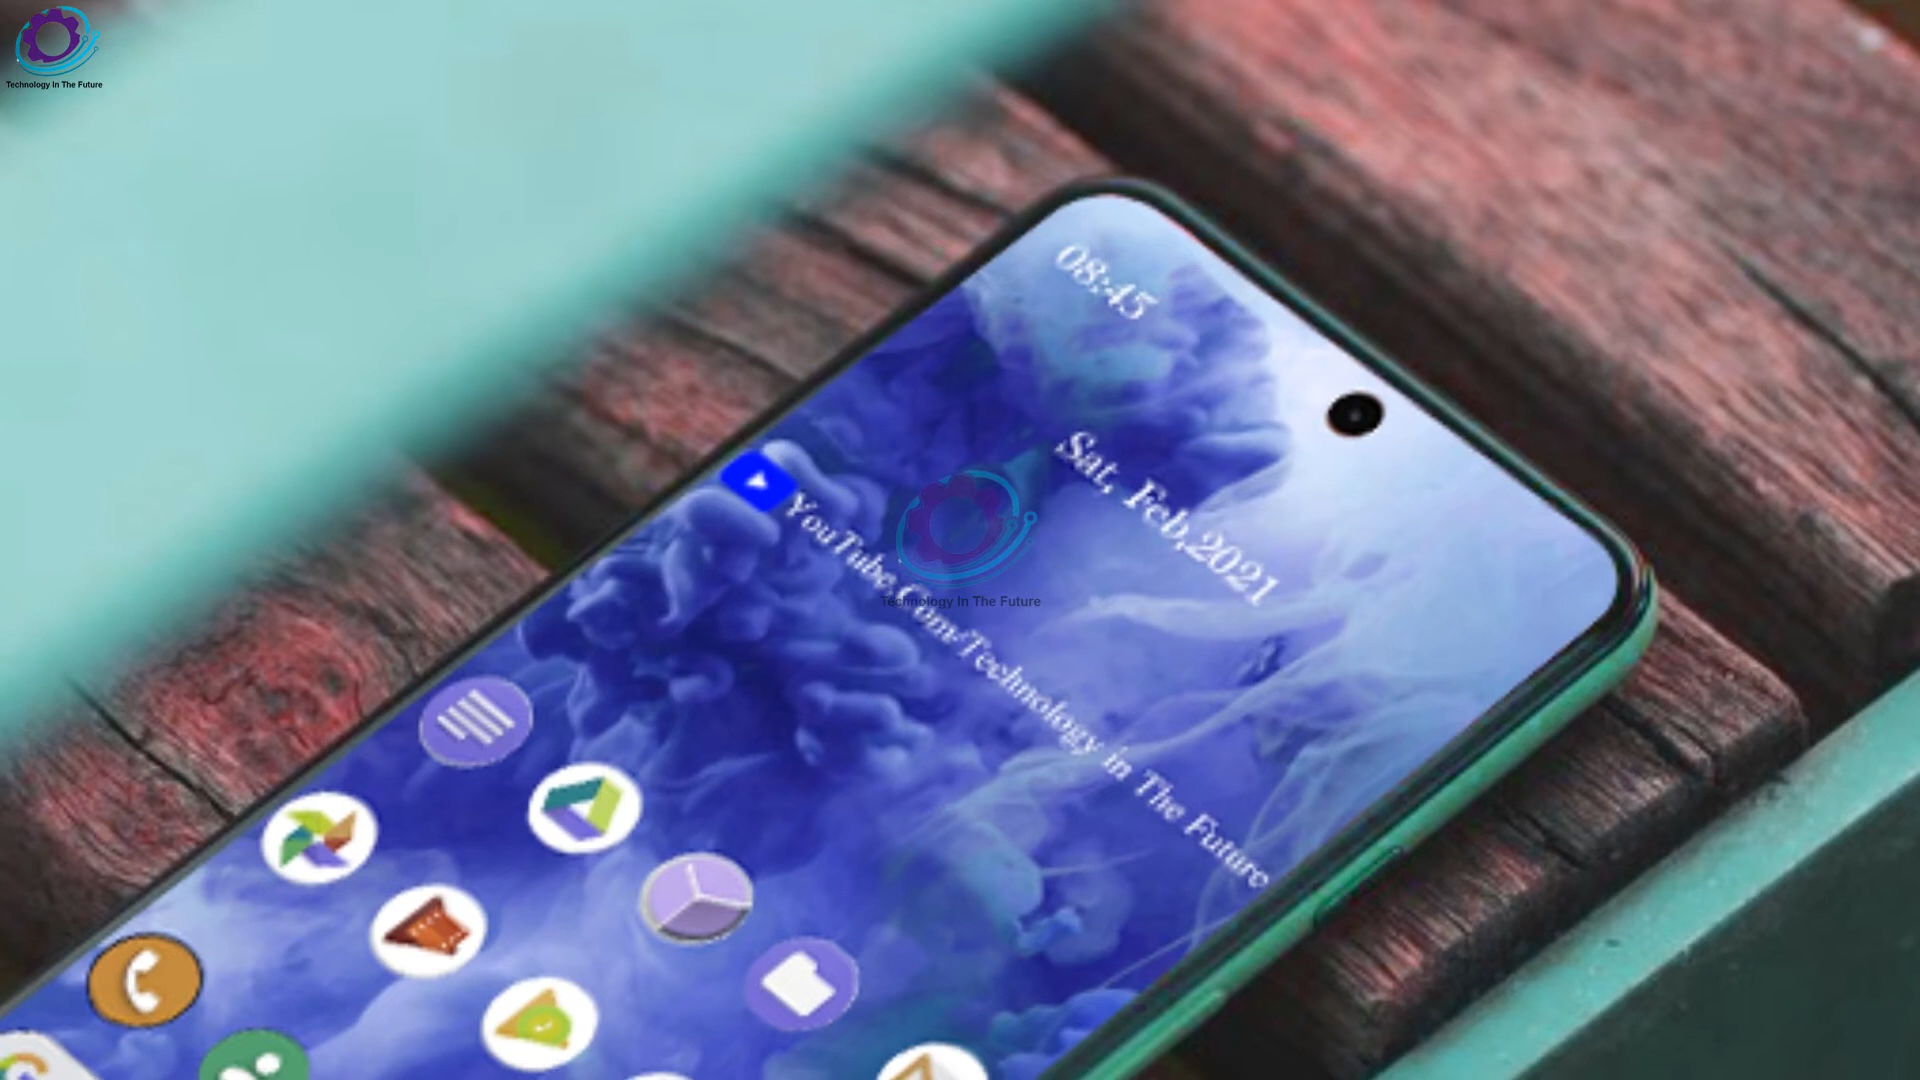 Technology In The Future
08:45
Sat, Feb,2021
YouTube.Com/Technology in The Future
Technology In The Future